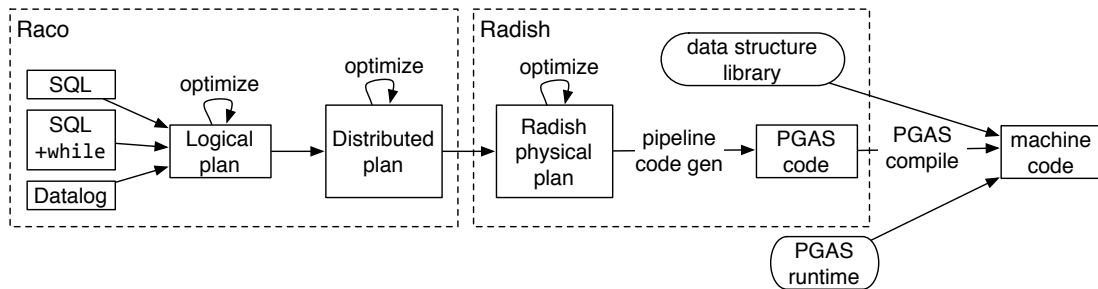 Raco
SQL
SQL
+while
Datalog
optimize
Logical
plan
optimize
Distributed
plan
Radish
optimize
Radish
physical
plan
pipeline
code gen
data structure
library
PGAS
code
PGAS
compile
machine
code
PGAS
runtime